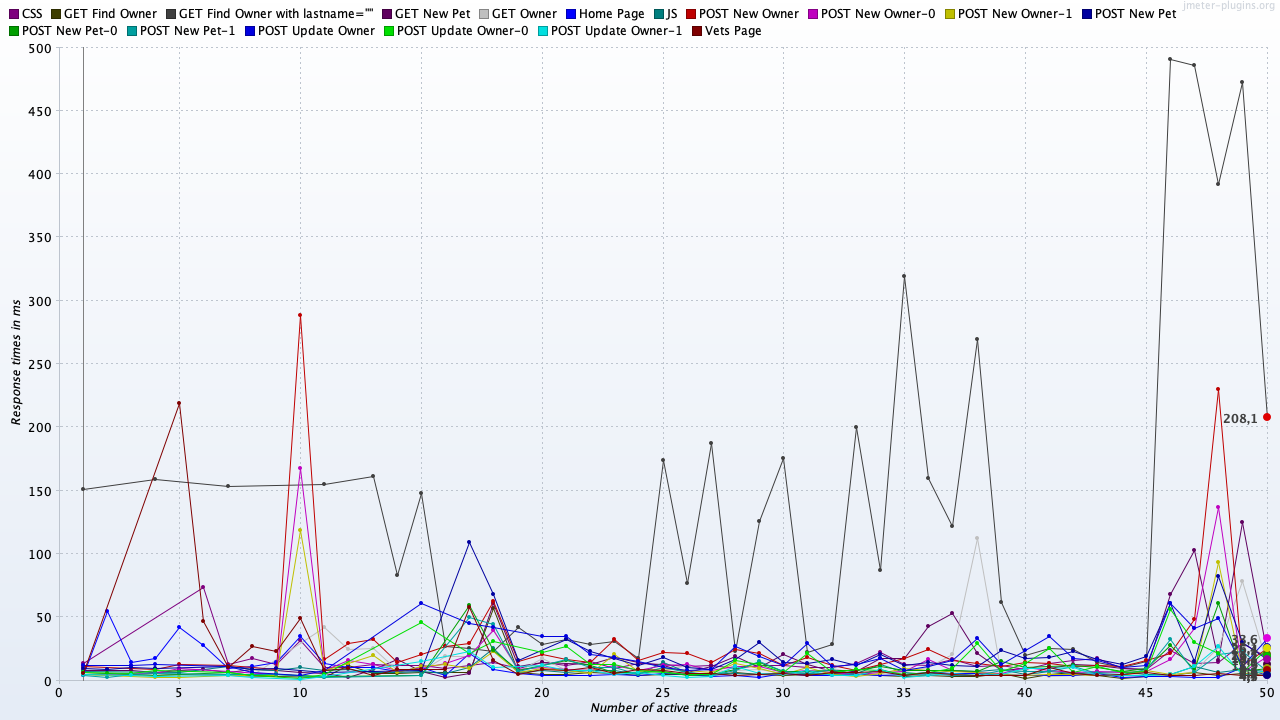 CSS GET Find Owner GET Find Owner with lastname="" GET New Pet GET Owner Home Page JS POST New Owner POST New Owner-0 POST New Owner-1 POST New Pet
jmeter-plugins.org
POST New Pet-0 POST New Pet-1 POST Update Owner POST Update Owner-0 POST Update Owner-1 Vets Page
500
450
400
350
300
250
200
150
100
50
0
Response times in ms
208,1
33,6
0 5 10 15 20 25 30 35 40 45 50
Number of active threads